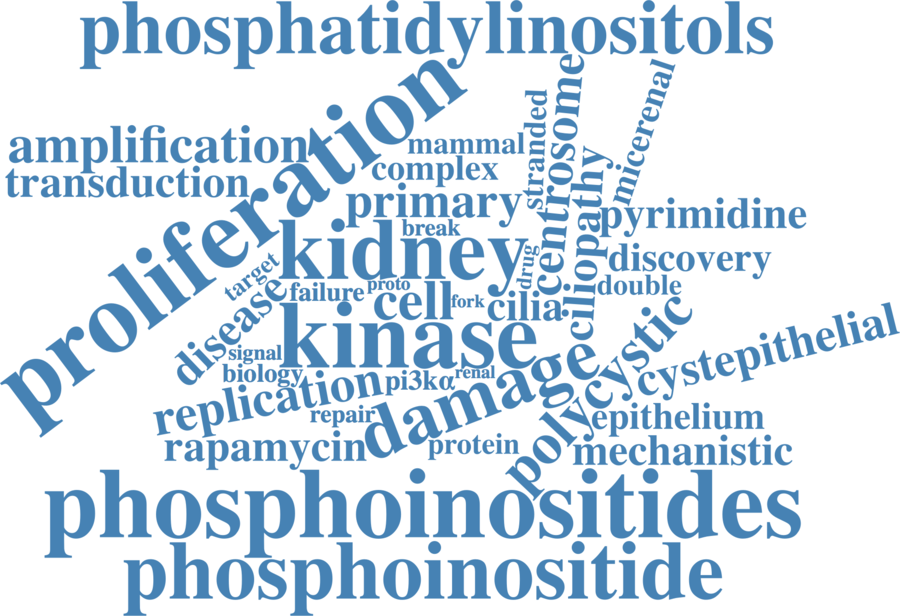 phosphatidylinositols
proliferation
amplification
transduction
mammal
complex
stranded
centrosome
micerenal
primary
ciliopathy
pyrimidine
break
kidney
drug
discovery
target
disease
failure
proto
cell
fork
cilia
double
kinase
polycystic
signal
biology
pi3kα
renal
damage
cystepithelial
replication
repair
epithelium
rapamycin
protein
mechanistic
phosphoinositides
phosphoinositide